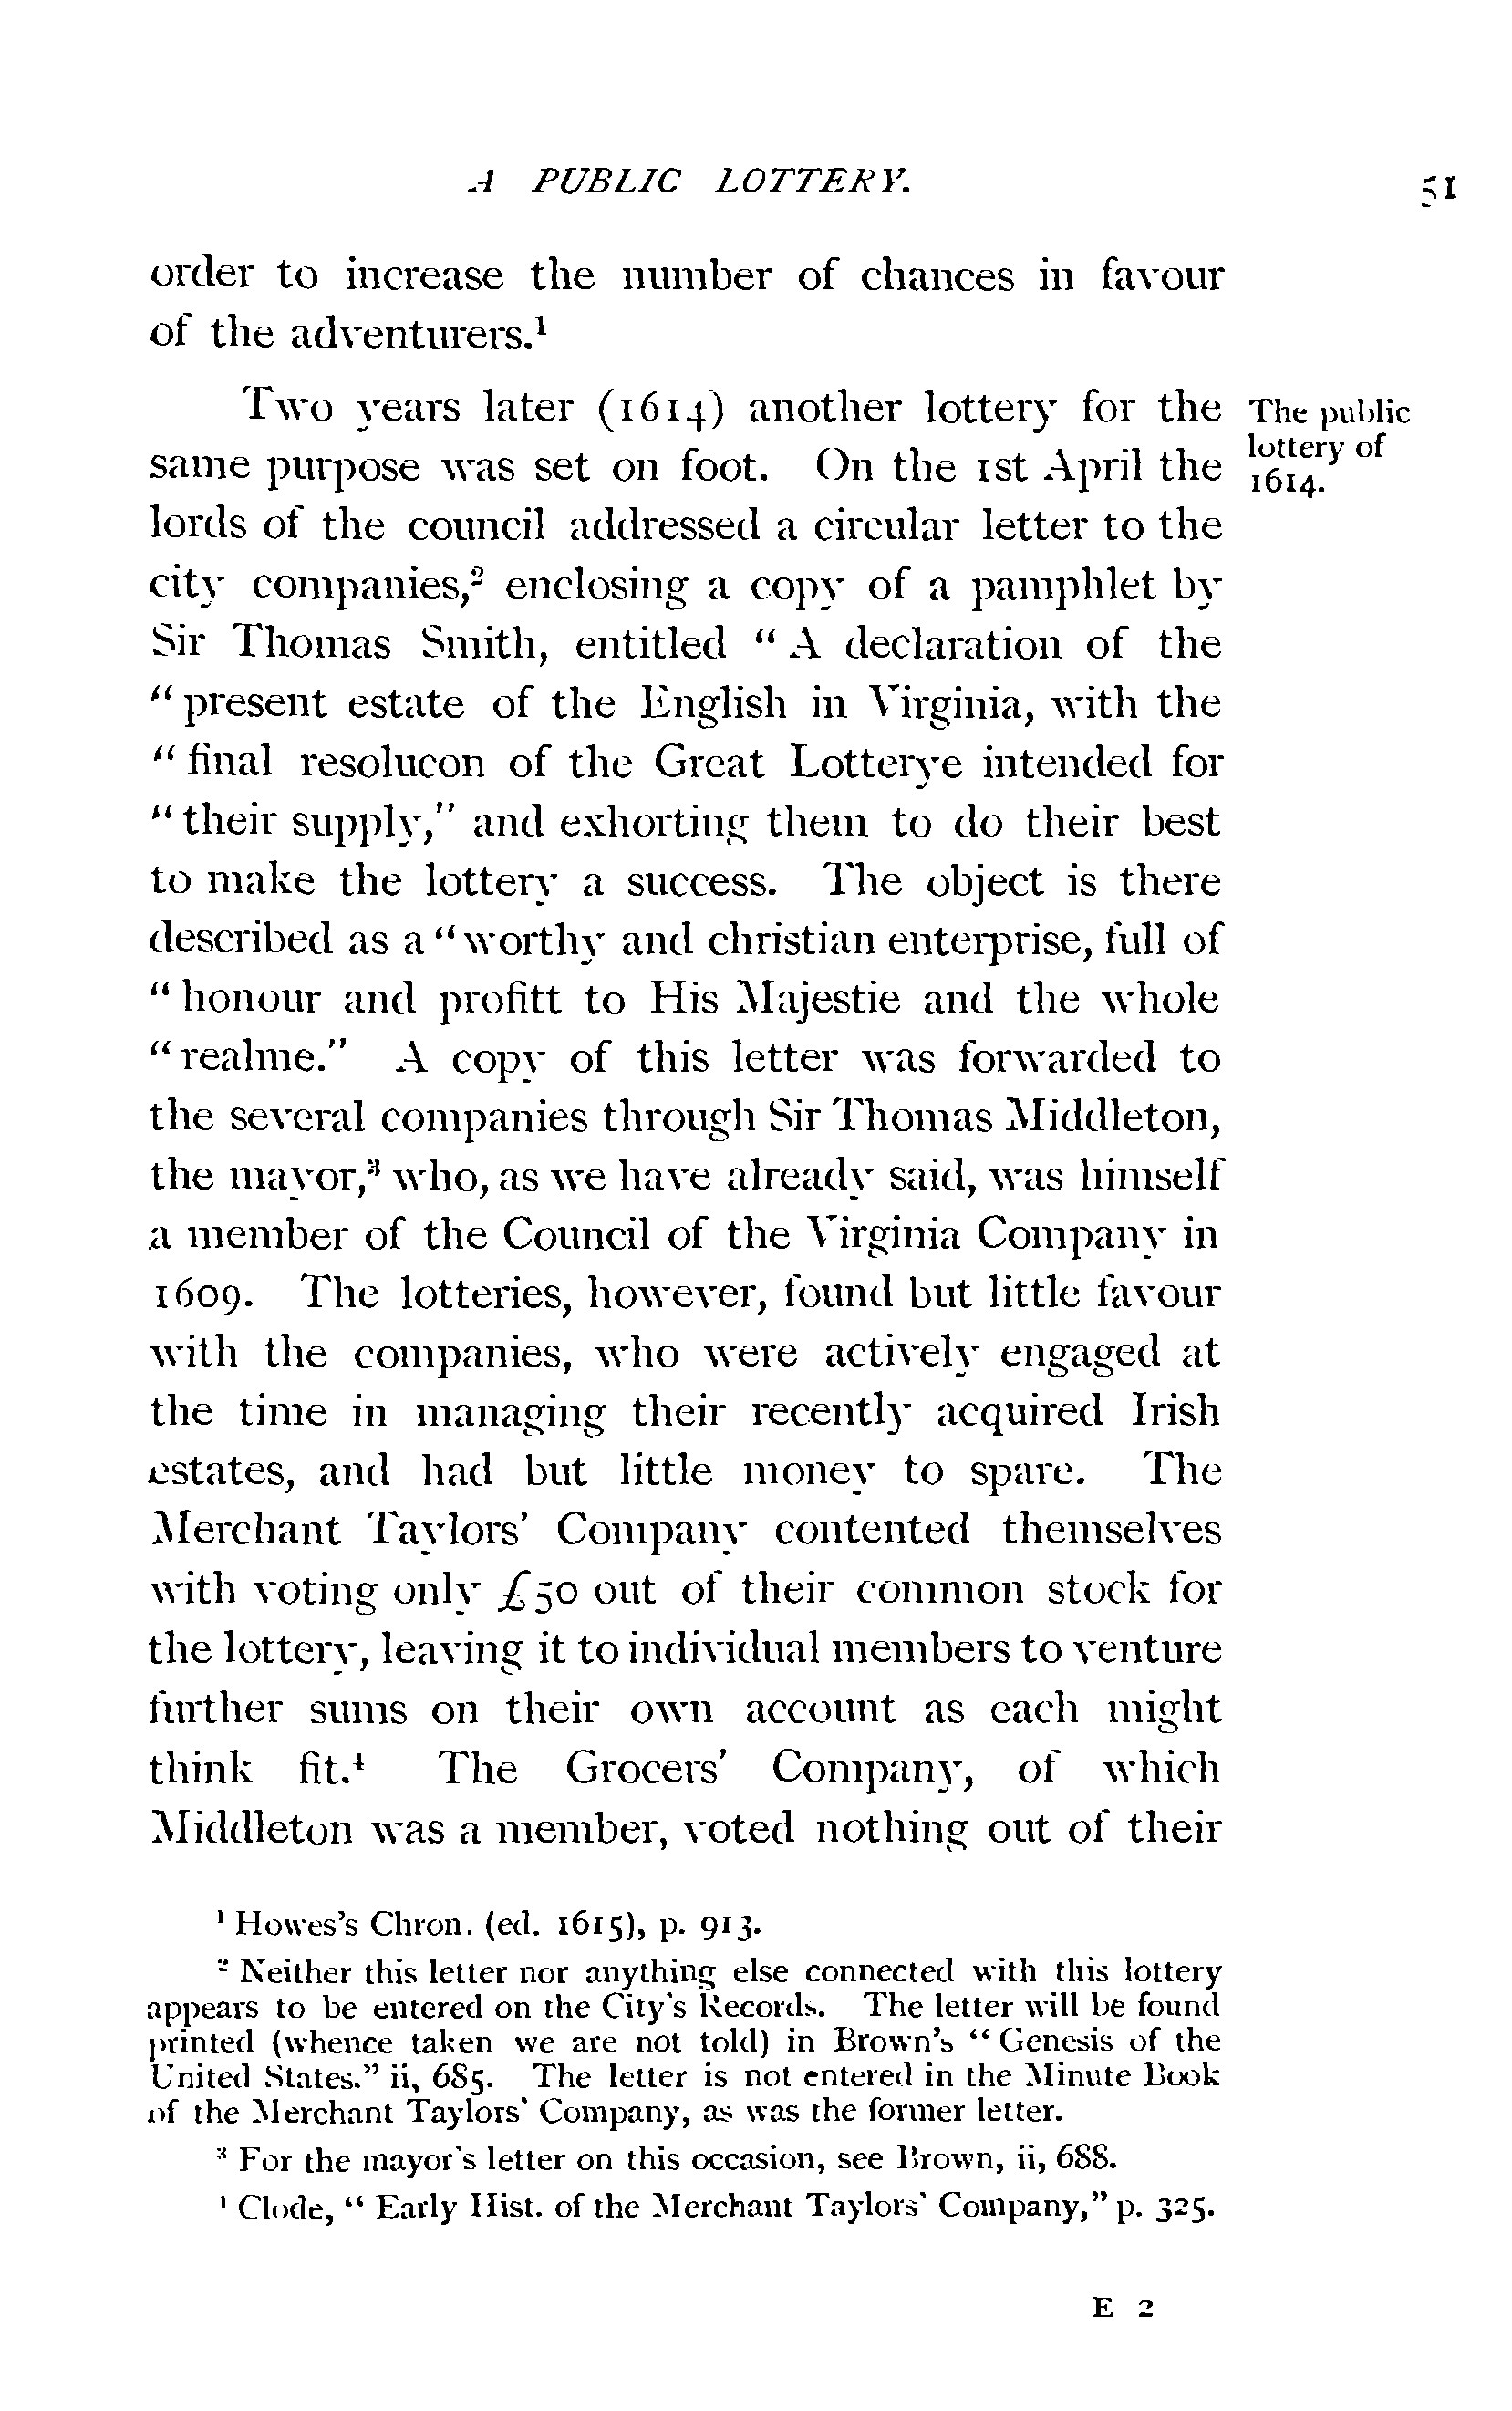 A PUBLIC LOTTERY. 51
order to increase the number of chances in favour
of the adventurers.¹
Two years later (1614) another lottery for the
same purpose was set on foot. On the 1st April the
lords of the council addressed a circular letter to the
city companies,² enclosing a copy of a pamphlet by
Sir Thomas Smith, entitled “ A declaration of the
“ present estate of the English in Virginia, with the
“ final resolucon of the Great Lotterye intended for
“ their supply,” and exhorting them to do their best
to make the lottery a success. The object is there
described as a “ worthy and christian enterprise, full of
“ honour and profitt to His Majestie and the whole
“ realme.” A copy of this letter was forwarded to
the several companies through Sir Thomas Middleton,
the mayor,³ who, as we have already said, was himself
a member of the Council of the Virginia Company in
1609. The lotteries, however, found but little favour
with the companies, who were actively engaged at
the time in managing their recently acquired Irish
estates, and had but little money to spare. The
Merchant Taylors’ Company contented themselves
with voting only £50 out of their common stock for
the lottery, leaving it to individual members to venture
further sums on their own account as each might
think fit.⁴ The Grocers’ Company, of which
Middleton was a member, voted nothing out of their
The public
lottery of
1614.
¹ Howes’s Chron. (ed. 1615), p. 913.
² Neither this letter nor anything else connected with this lottery
appears to be entered on the City’s Records. The letter will be found
printed (whence taken we are not told) in Brown’s “ Genesis of the
United States.” ii, 685. The letter is not entered in the Minute Book
of the Merchant Taylors’ Company, as was the former letter.
³ For the mayor’s letter on this occasion, see Brown, ii, 688.
⁴ Clode, “ Early Hist. of the Merchant Taylors’ Company,” p. 325.
E 2